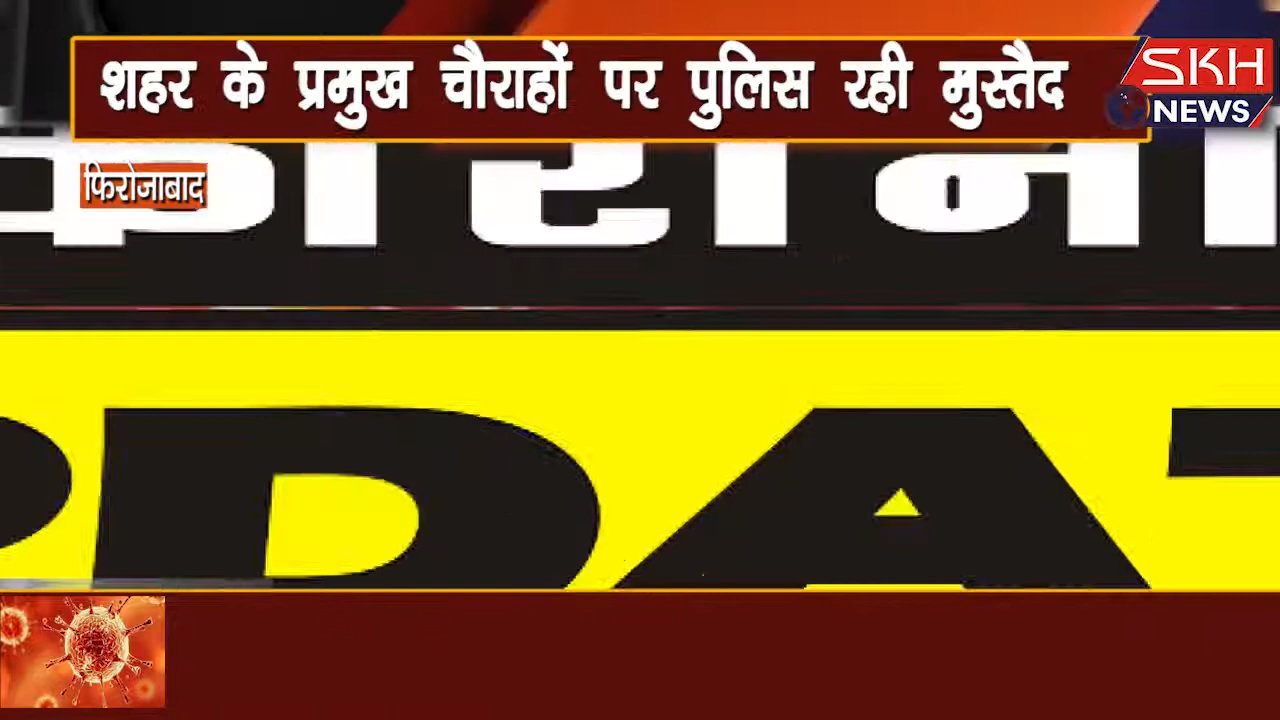 शहर के प्रमुख चौराहों पर पुलिस रही मुस्तैद
SKH
NEWS
फिरोजाबाद